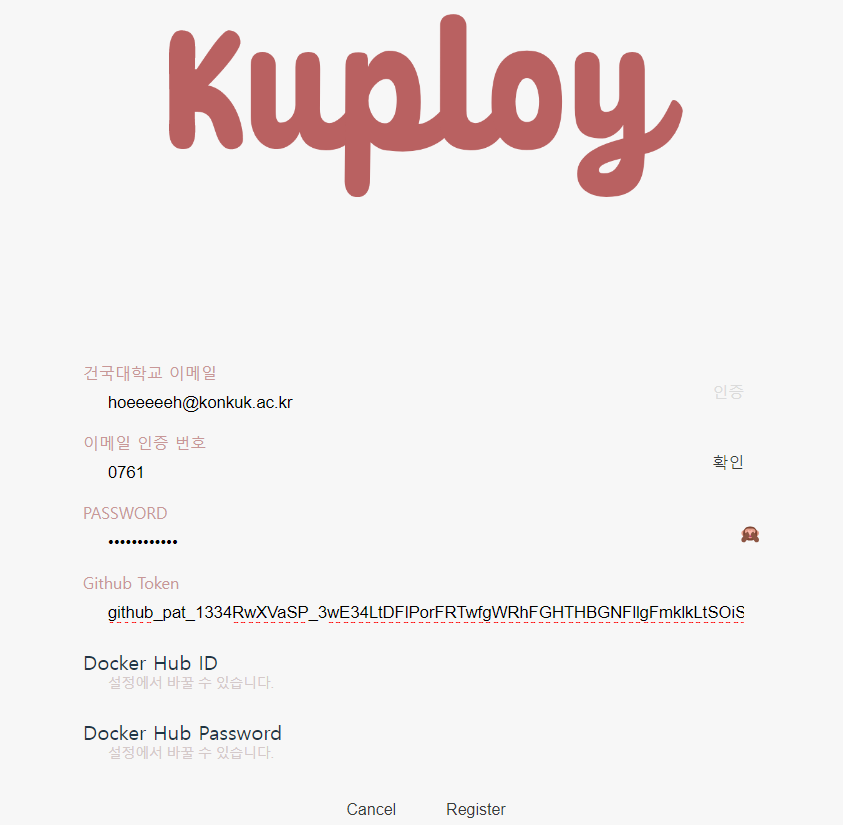 Kuploy
건국대학교 이메일
hoeeeeeh@konkuk.ac.kr
인증
이메일 인증 번호
0761
확인
PASSWORD
••••••••••••
Github Token
github_pat_1334RwXVaSP_3wE34LtDFlPorFRTwfgWRhFGHTHBGNFllgFmklkLtSOiS
Docker Hub ID
설정에서 바꿀 수 있습니다.
Docker Hub Password
설정에서 바꿀 수 있습니다.
Cancel Register